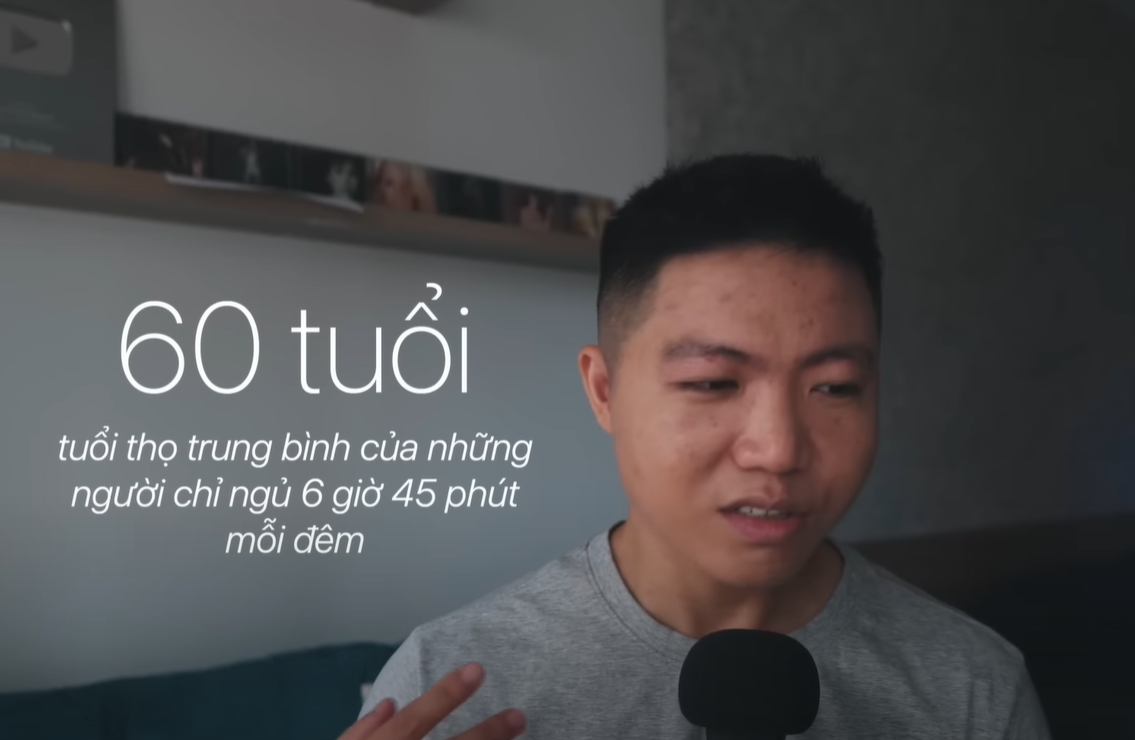 60 tuổi
tuổi thọ trung bình của những
người chỉ ngủ 6 giờ 45 phút
mỗi đêm